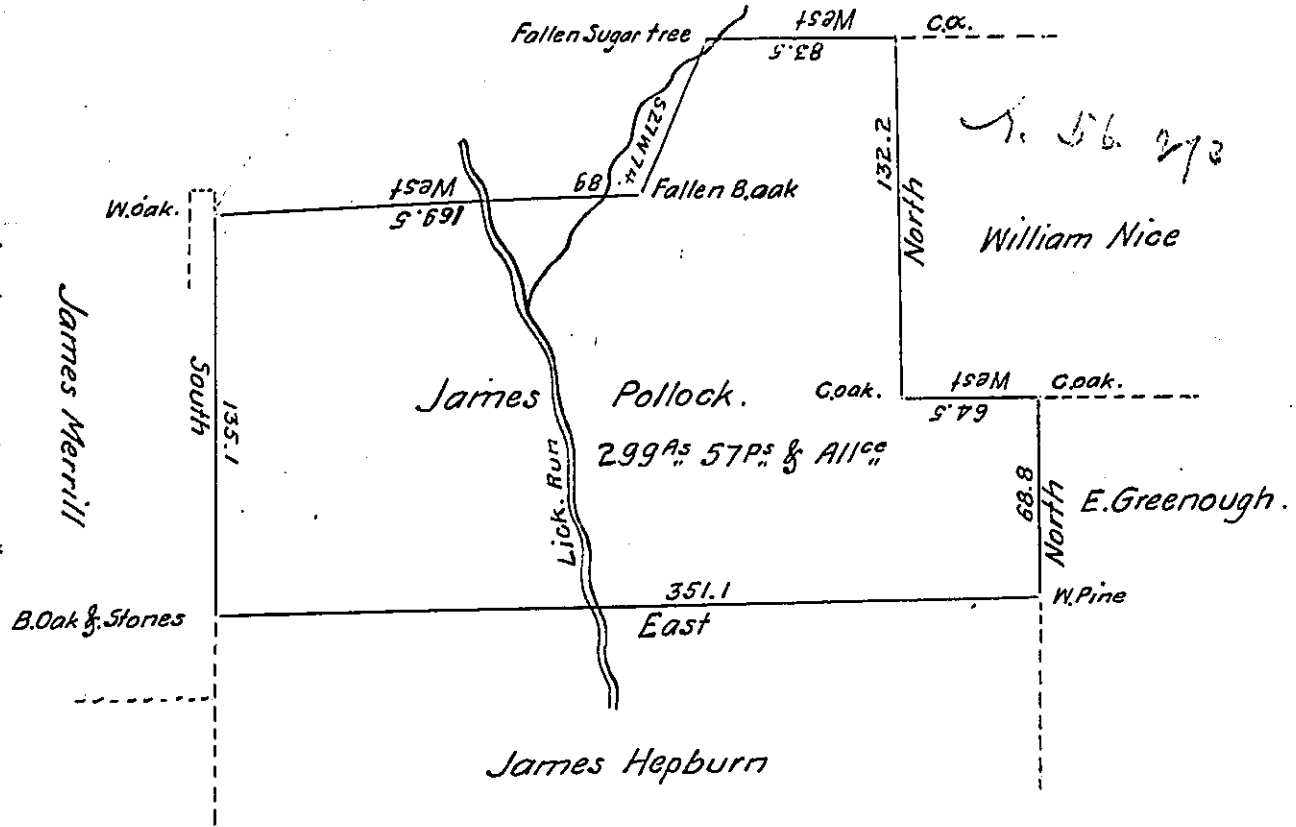 Fallen Sugar tree
West
83.5
C.o.
S27W74.
132.2
North
William Nice
W.oak.
West
169.5
89
Fallen B.oak
James Merrill
South
135.1
James Pollock.
299As 57Ps & Allce
Lick. Run
C.oak.
West
64.5
C.oak.
68.8
North
E.Greenough.
B.Oak & Stones
351.1
East
W.Pine
James Hepburn